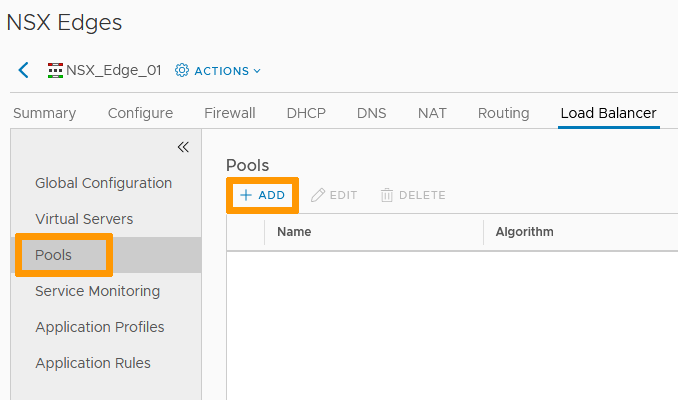 NSX Edges
NSX_Edge_01 ACTIONS
Summary Configure Firewall DHCP DNS NAT Routing Load Balancer
Global Configuration
Virtual Servers
Pools
Service Monitoring
Application Profiles
Application Rules
Pools
+ ADD EDIT DELETE
Name Algorithm